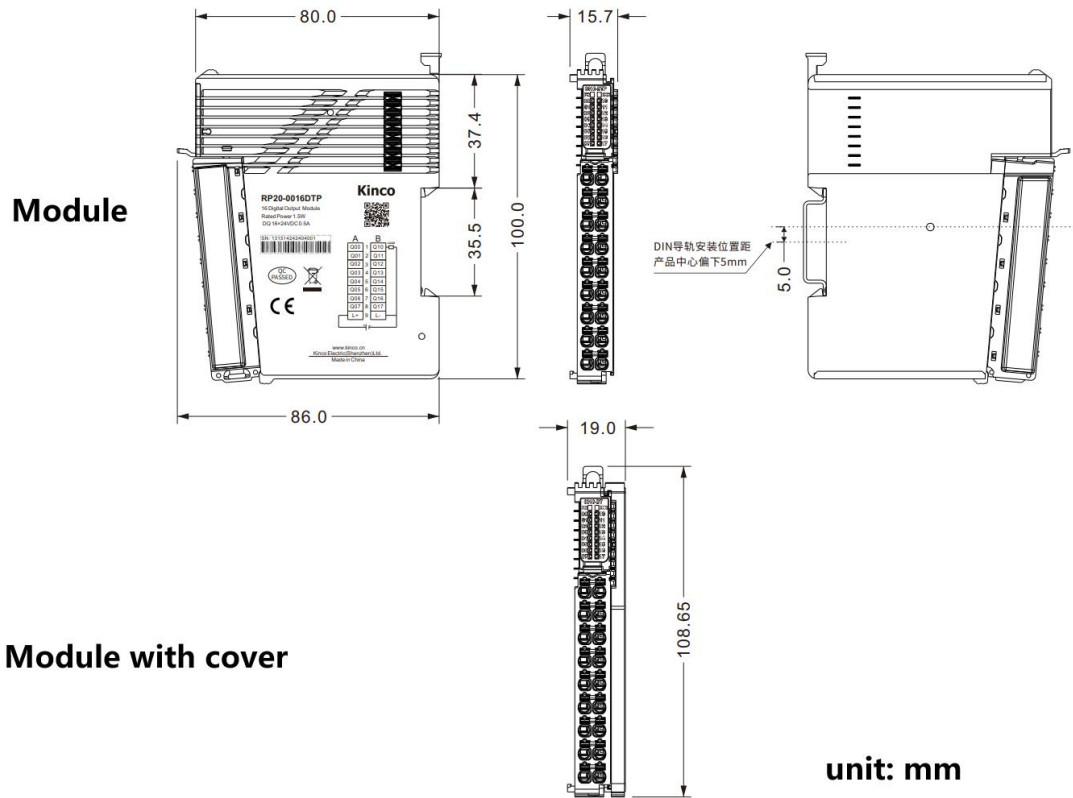 80.0
15.7
37.4
100.0
35.5
Module
Kinco
RP20-0016DTP
16 Digital Output Module
Rated Power 1.5W
DQ 16×24VDC 0.5A
A B
Q00 1 Q10
Q01 2 Q11
Q02 3 Q12
Q03 4 Q13
Q04 5 Q14
Q05 6 Q15
Q06 7 Q16
Q07 8 Q17
L+ 9 L-
QC PASSED
CE
www.kinco.cn
Kinco Electric(Shenzhen)Ltd.
Made in China
DIN导轨安装位置距
产品中心偏下5mm
5.0
86.0
19.0
108.65
Module with cover
unit: mm